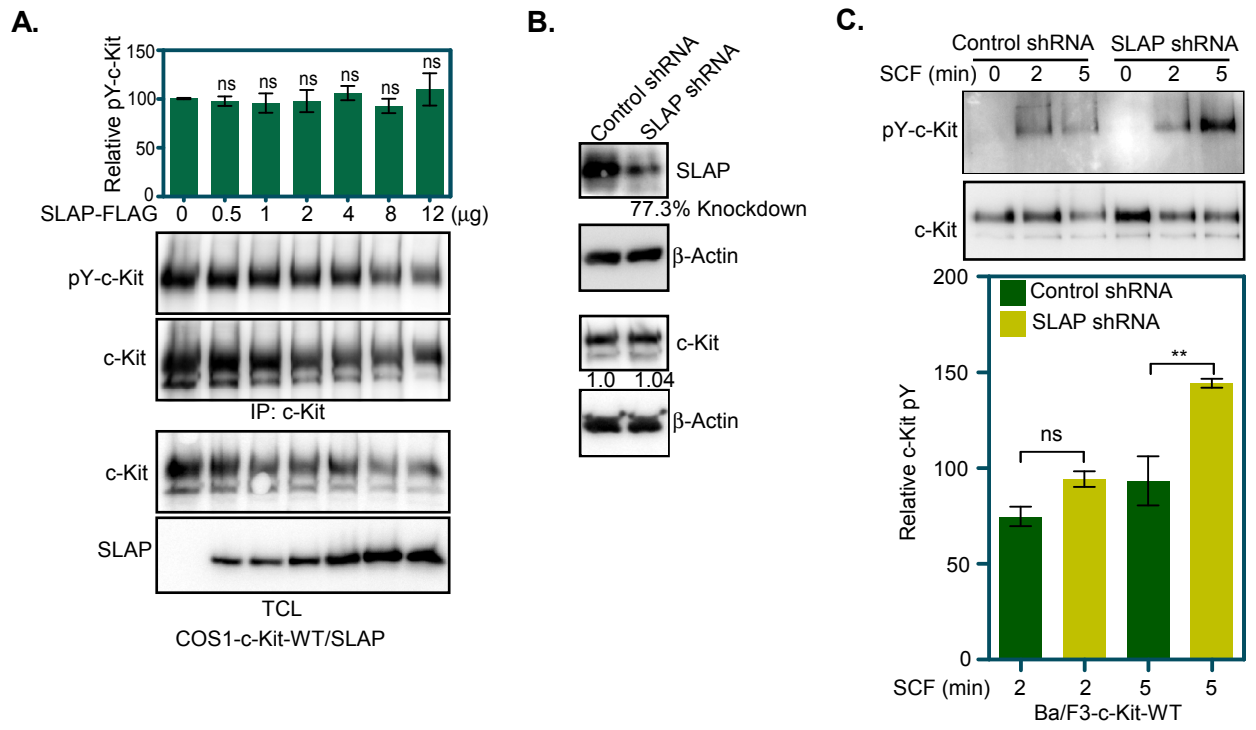 A.
150
100
50
0
Relative pY-c-Kit
ns ns ns ns ns ns
SLAP-FLAG 0 0.5 1 2 4 8 12 (μg)
pY-c-Kit
c-Kit
IP: c-Kit
c-Kit
SLAP
TCL
COS1-c-Kit-WT/SLAP
B.
Control shRNA
SLAP shRNA
SLAP
77.3% Knockdown
β-Actin
c-Kit
1.0 1.04
β-Actin
C.
Control shRNA SLAP shRNA
SCF (min) 0 2 5 0 2 5
pY-c-Kit
c-Kit
200
150
100
50
0
Relative c-Kit pY
Control shRNA
SLAP shRNA
ns
**
SCF (min) 2 2 5 5
Ba/F3-c-Kit-WT